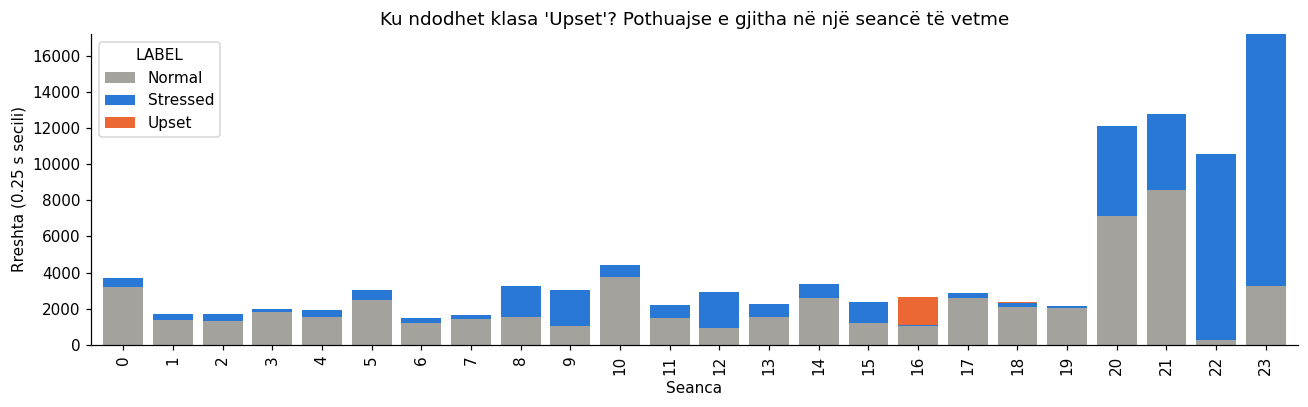 Ku ndodhet klasa 'Upset'? Pothuajse e gjitha në një seancë të vetme
LABEL
Normal
Stressed
Upset
Rreshta (0.25 s secili)
16000
14000
12000
10000
8000
6000
4000
2000
0
0 1 2 3 4 5 6 7 8 9 10 11 12 13 14 15 16 17 18 19 20 21 22 23
Seanca